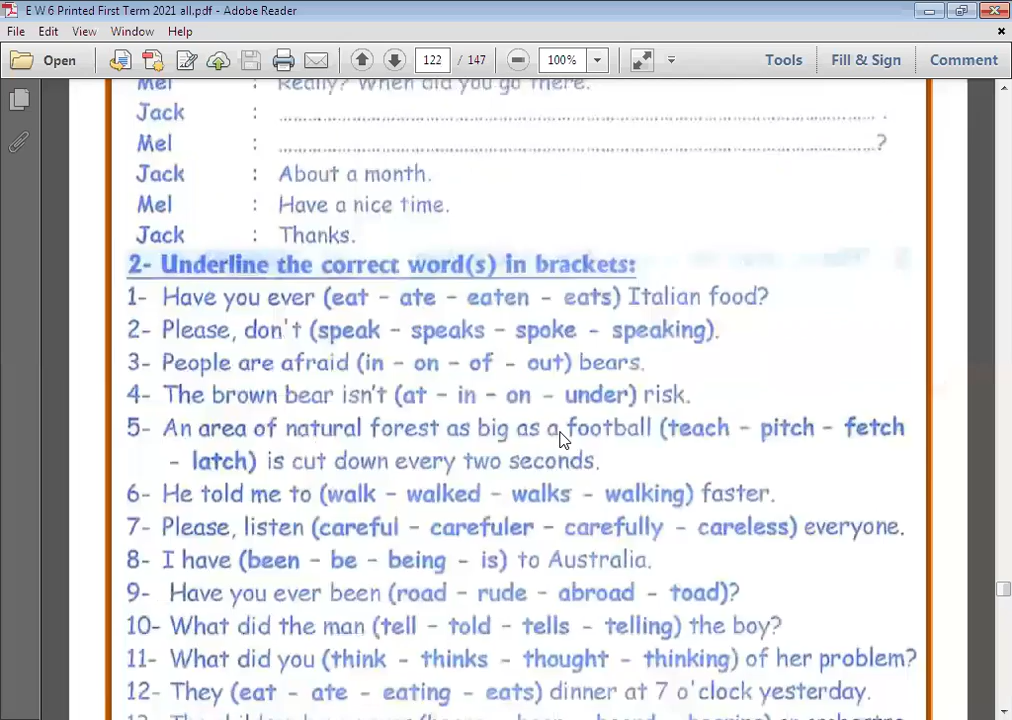 E W 6 Printed First Term 2021 all.pdf - Adobe Reader
File Edit View Window Help
Open 122 / 147 100% Tools Fill & Sign Comment
Mel : Really? When did you go there.
Jack : ................................................ .
Mel : ................................................?
Jack : About a month.
Mel : Have a nice time.
Jack : Thanks.
2- Underline the correct word(s) in brackets:
1- Have you ever (eat - ate - eaten - eats) Italian food?
2- Please, don't (speak - speaks - spoke - speaking).
3- People are afraid (in - on - of - out) bears.
4- The brown bear isn't (at - in - on - under) risk.
5- An area of natural forest as big as a football (teach - pitch - fetch
- latch) is cut down every two seconds.
6- He told me to (walk - walked - walks - walking) faster.
7- Please, listen (careful - carefuler - carefully - careless) everyone.
8- I have (been - be - being - is) to Australia.
9- Have you ever been (road - rude - abroad - toad)?
10- What did the man (tell - told - tells - telling) the boy?
11- What did you (think - thinks - thought - thinking) of her problem?
12- They (eat - ate - eating - eats) dinner at 7 o'clock yesterday.